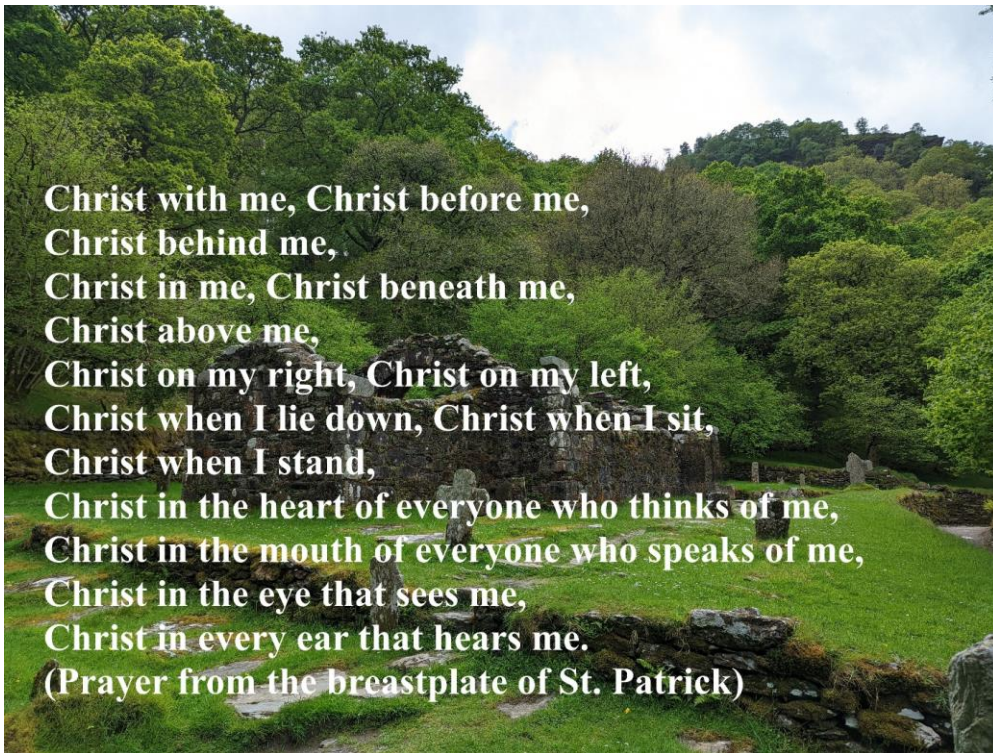 Christ with me, Christ before me,
Christ behind me,
Christ in me, Christ beneath me,
Christ above me,
Christ on my right, Christ on my left,
Christ when I lie down, Christ when I sit,
Christ when I stand,
Christ in the heart of everyone who thinks of me,
Christ in the mouth of everyone who speaks of me,
Christ in the eye that sees me,
Christ in every ear that hears me.
(Prayer from the breastplate of St. Patrick)